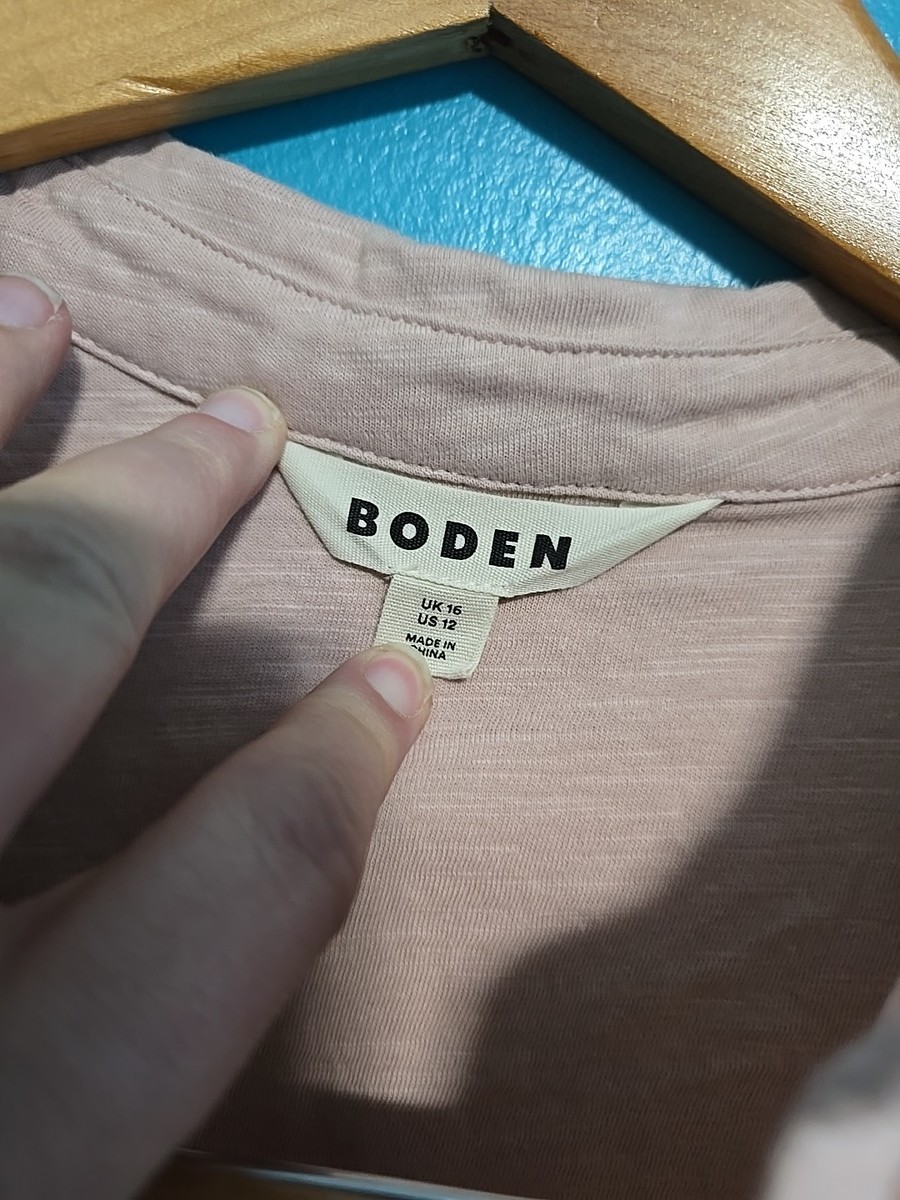 BODEN
UK 16
US 12
MADE IN
CHINA